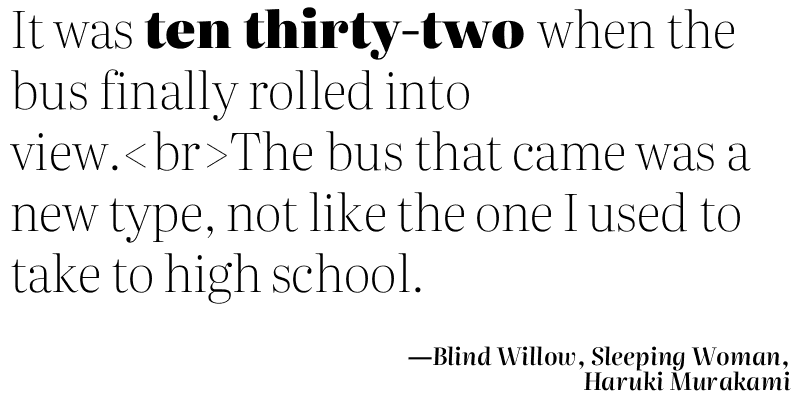 It was ten thirty-two when the
bus finally rolled into
view.<br>The bus that came was a
new type, not like the one I used to
take to high school.
—Blind Willow, Sleeping Woman,
Haruki Murakami